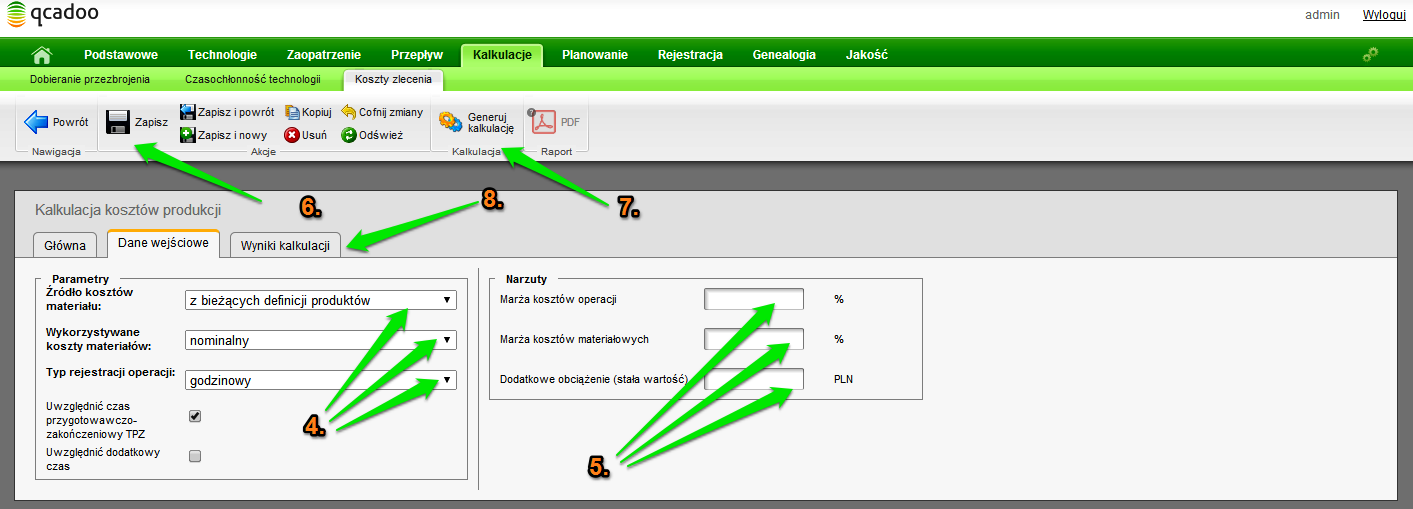 qcadoo
admin Wyloguj
Podstawowe Technologie Zaopatrzenie Przepływ Kalkulacje Planowanie Rejestracja Genealogia Jakość
Dobieranie przezbrojenia Czasochłonność technologii Koszty zlecenia
Powrót
Nawigacja
Zapisz
Zapisz i powrót Kopiuj Cofnij zmiany
Zapisz i nowy Usuń Odśwież
Akcje
Generuj
kalkulację
Kalkulacja
? PDF
Raport
6. 8. 7.
Kalkulacja kosztów produkcji
Główna Dane wejściowe Wyniki kalkulacji
Parametry
Źródło kosztów
materiału:
z bieżących definicji produktów
Wykorzystywane
koszty materiałów:
nominalny
Typ rejestracji operacji:
godzinowy
Uwzględnić czas
przygotowawczo-
zakończeniowy TPZ
Uwzględnić dodatkowy
czas
4.
Narzuty
Marża kosztów operacji %
Marża kosztów materiałowych %
Dodatkowe obciążenie (stała wartość) PLN
5.